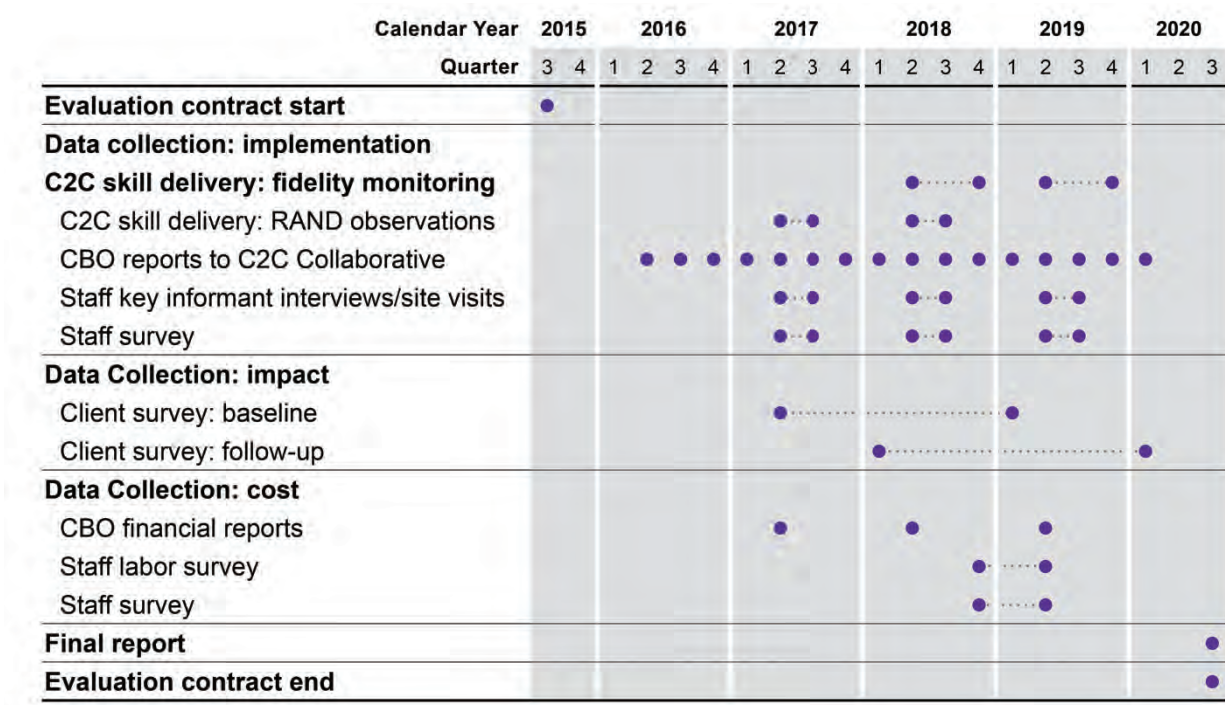 Calendar Year 2015 2016 2017 2018 2019 2020
Quarter 3 4 1 2 3 4 1 2 3 4 1 2 3 4 1 2 3 4 1 2 3
Evaluation contract start
Data collection: implementation
C2C skill delivery: fidelity monitoring
C2C skill delivery: RAND observations
CBO reports to C2C Collaborative
Staff key informant interviews/site visits
Staff survey
Data Collection: impact
Client survey: baseline
Client survey: follow-up
Data Collection: cost
CBO financial reports
Staff labor survey
Staff survey
Final report
Evaluation contract end